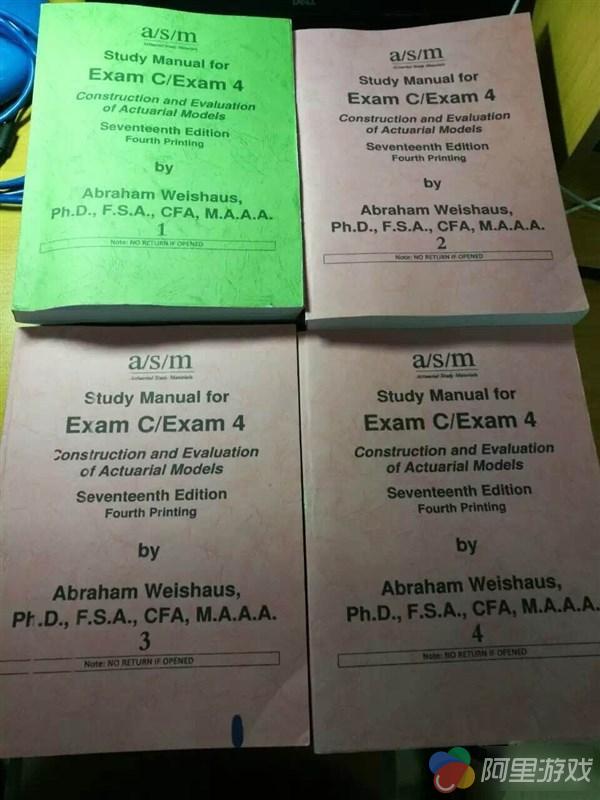 DELL
a/s/m
Actuarial Study Materials
Study Manual for
Exam C/Exam 4
Construction and Evaluation
of Actuarial Models
Seventeenth Edition
Fourth Printing
by
Abraham Weishaus,
Ph.D., F.S.A., CFA, M.A.A.A.
1
Note: NO RETURN IF OPENED
a/s/m
Actuarial Study Materials
Study Manual for
Exam C/Exam 4
Construction and Evaluation
of Actuarial Models
Seventeenth Edition
Fourth Printing
by
Abraham Weishaus,
Ph.D., F.S.A., CFA, M.A.A.A.
2
Note: NO RETURN IF OPENED
a/s/m
Actuarial Study Materials
Study Manual for
Exam C/Exam 4
Construction and Evaluation
of Actuarial Models
Seventeenth Edition
Fourth Printing
by
Abraham Weishaus,
Ph.D., F.S.A., CFA, M.A.A.A.
3
Note: NO RETURN IF OPENED
a/s/m
Actuarial Study Materials
Study Manual for
Exam C/Exam 4
Construction and Evaluation
of Actuarial Models
Seventeenth Edition
Fourth Printing
by
Abraham Weishaus,
Ph.D., F.S.A., CFA, M.A.A.A.
4
Note: NO RETURN IF OPENED
阿里游戏